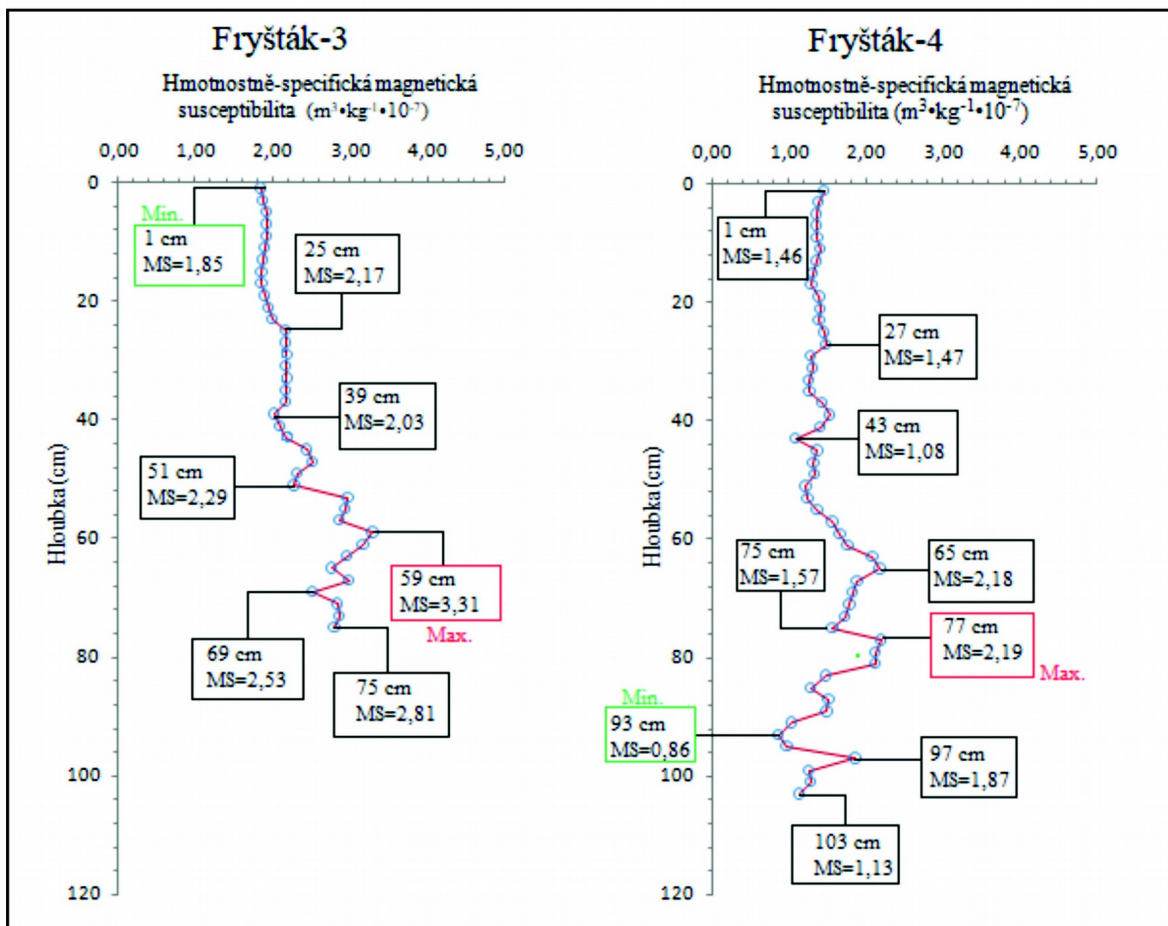 Fryšták-3
Hmotnostně-specifická magnetická
susceptibilita (m³•kg⁻¹•10⁻⁷)
0,00 1,00 2,00 3,00 4,00 5,00
Hloubka (cm)
0
20
40
60
80
100
120
Min.
1 cm
MS=1,85
25 cm
MS=2,17
39 cm
MS=2,03
51 cm
MS=2,29
59 cm
MS=3,31
Max.
69 cm
MS=2,53
75 cm
MS=2,81
Fryšták-4
Hmotnostně-specifická magnetická
susceptibilita (m³•kg⁻¹•10⁻⁷)
0,00 1,00 2,00 3,00 4,00 5,00
Hloubka (cm)
0
20
40
60
80
100
120
1 cm
MS=1,46
27 cm
MS=1,47
43 cm
MS=1,08
75 cm
MS=1,57
65 cm
MS=2,18
77 cm
MS=2,19
Max.
Min.
93 cm
MS=0,86
97 cm
MS=1,87
103 cm
MS=1,13